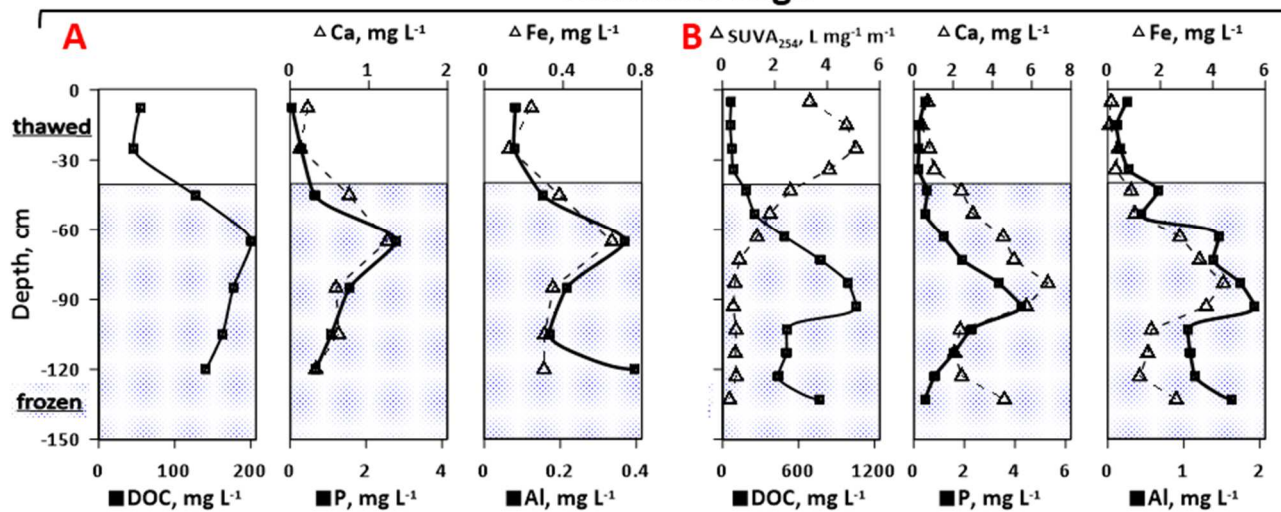 A
△Ca, mg L⁻¹
△Fe, mg L⁻¹
B
△ SUVA₂₅₄, L mg⁻¹ m⁻¹
△Ca, mg L⁻¹
△Fe, mg L⁻¹
0 1 2
0 0.4 0.8
0 2 4 6
0 2 4 6 8
0 2 4 6
0
thawed
-30
-60
Depth, cm
-90
-120
frozen
-150
0 100 200
0 2 4
0 0.2 0.4
0 600 1200
0 2 4 6
0 1 2
■DOC, mg L⁻¹
■P, mg L⁻¹
■Al, mg L⁻¹
■DOC, mg L⁻¹
■P, mg L⁻¹
■Al, mg L⁻¹